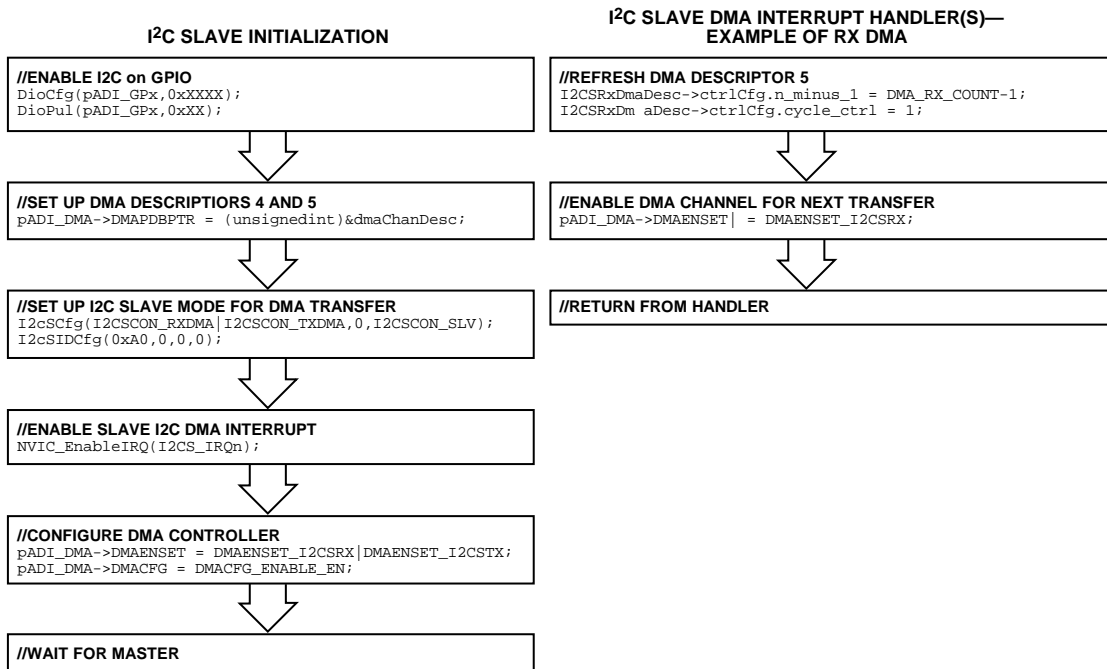 I2C SLAVE INITIALIZATION
//ENABLE I2C on GPIO
DioCfg(pADI_GPx,0xXXXX);
DioPul(pADI_GPx,0xXX);
//SET UP DMA DESCRIPTIORS 4 AND 5
pADI_DMA->DMAPDBPTR = (unsignedint)&dmaChanDesc;
//SET UP I2C SLAVE MODE FOR DMA TRANSFER
I2cSCfg(I2CSCON_RXDMA|I2CSCON_TXDMA,0,I2CSCON_SLV);
I2cSIDCfg(0xA0,0,0,0);
//ENABLE SLAVE I2C DMA INTERRUPT
NVIC_EnableIRQ(I2CS_IRQn);
//CONFIGURE DMA CONTROLLER
pADI_DMA->DMAENSET = DMAENSET_I2CSRX|DMAENSET_I2CSTX;
pADI_DMA->DMACFG = DMACFG_ENABLE_EN;
//WAIT FOR MASTER
I2C SLAVE DMA INTERRUPT HANDLER(S)—
EXAMPLE OF RX DMA
//REFRESH DMA DESCRIPTOR 5
I2CSRxDmaDesc->ctrlCfg.n_minus_1 = DMA_RX_COUNT-1;
I2CSRxDm aDesc->ctrlCfg.cycle_ctrl = 1;
//ENABLE DMA CHANNEL FOR NEXT TRANSFER
pADI_DMA->DMAENSET| = DMAENSET_I2CSRX;
//RETURN FROM HANDLER